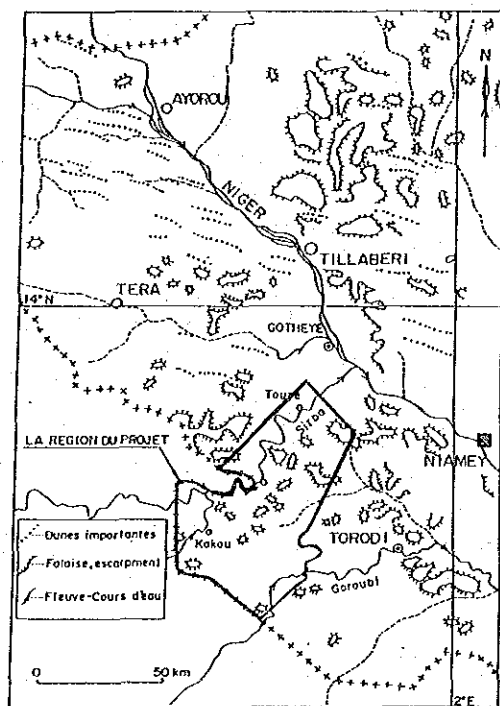 N
AYOROU
NIGER
TILLABERI
TERA
14°N
GOTHEYE
Touré
Sirba
LA REGION DU PROJET
NIAMEY
Kakou
TORODI
Dunes importantes
Falaise, escarpment
Fleuve-Cours d'eau
Goroubi
0 50 km
2°E